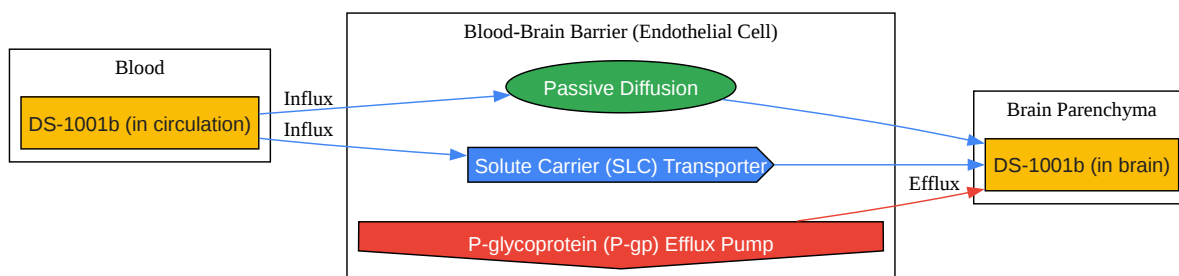 Blood-Brain Barrier (Endothelial Cell)
Blood
DS-1001b (in circulation)
Influx
Influx
Passive Diffusion
Solute Carrier (SLC) Transporter
P-glycoprotein (P-gp) Efflux Pump
Efflux
Brain Parenchyma
DS-1001b (in brain)